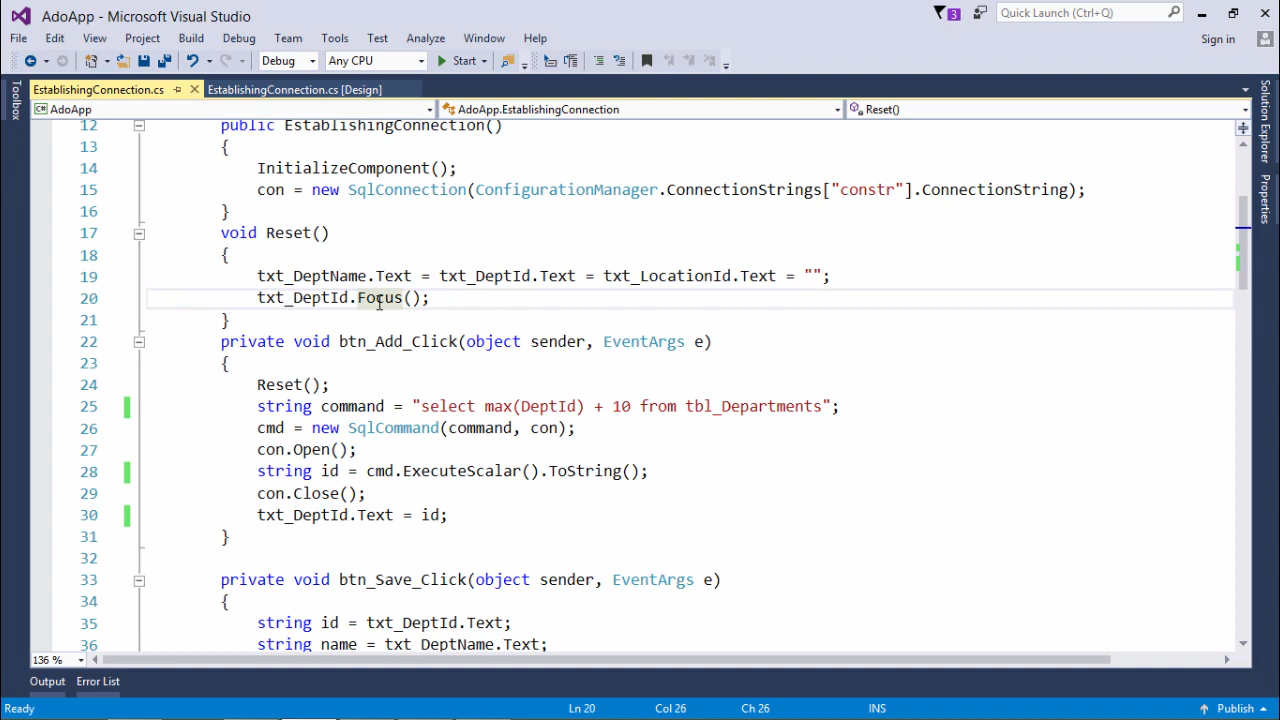 AdoApp - Microsoft Visual Studio
3
Quick Launch (Ctrl+Q)
File Edit View Project Build Debug Team Tools Test Analyze Window Help
Sign in
Debug Any CPU Start
Toolbox
EstablishingConnection.cs EstablishingConnection.cs [Design]
C# AdoApp AdoApp.EstablishingConnection Reset()
Solution Explorer
Properties
12 public EstablishingConnection()
13 {
14 InitializeComponent();
15 con = new SqlConnection(ConfigurationManager.ConnectionStrings["constr"].ConnectionString);
16 }
17 void Reset()
18 {
19 txt_DeptName.Text = txt_DeptId.Text = txt_LocationId.Text = "";
20 txt_DeptId.Focus();
21 }
22 private void btn_Add_Click(object sender, EventArgs e)
23 {
24 Reset();
25 string command = "select max(DeptId) + 10 from tbl_Departments";
26 cmd = new SqlCommand(command, con);
27 con.Open();
28 string id = cmd.ExecuteScalar().ToString();
29 con.Close();
30 txt_DeptId.Text = id;
31 }
32
33 private void btn_Save_Click(object sender, EventArgs e)
34 {
35 string id = txt_DeptId.Text;
36 string name = txt_DeptName.Text;
136 %
Output Error List
Ready Ln 20 Col 26 Ch 26 INS Publish